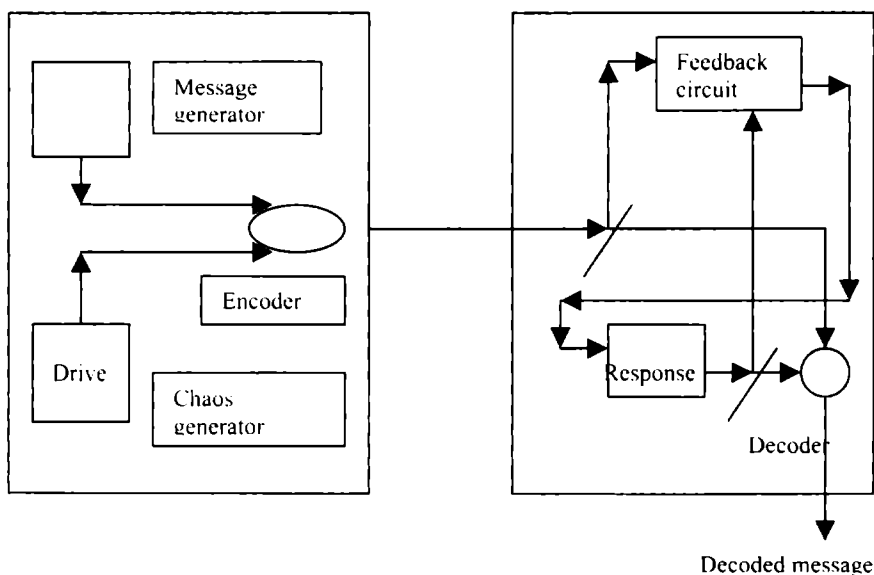 Message
generator
Encoder
Drive
Chaos
generator
Feedback
circuit
Response
Decoder
Decoded message